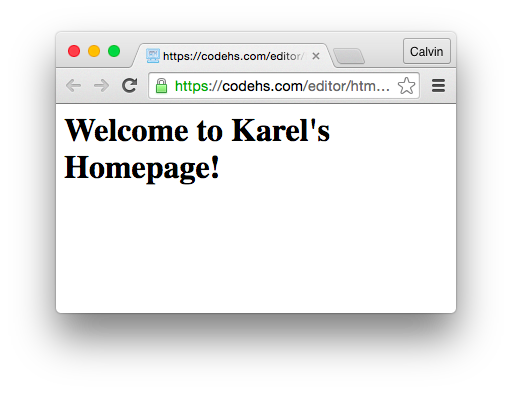 https://codehs.com/editor/
Calvin
https://codehs.com/editor/htm...
Welcome to Karel's
Homepage!